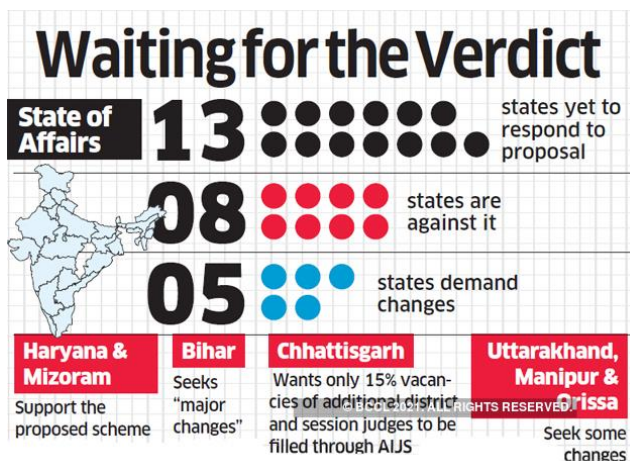 Waiting for the Verdict
State of
Affairs
13
states yet to
respond to
proposal
08
states are
against it
05
states demand
changes
Haryana &
Mizoram
Support the
proposed scheme
Bihar
Seeks
"major
changes"
Chhattisgarh
Wants only 15% vacan-
cies of additional district
and session judges to be
filled through AIJS
Uttarakhand,
Manipur &
Orissa
Seek some
changes
© BCCL 2021. ALL RIGHTS RESERVED.